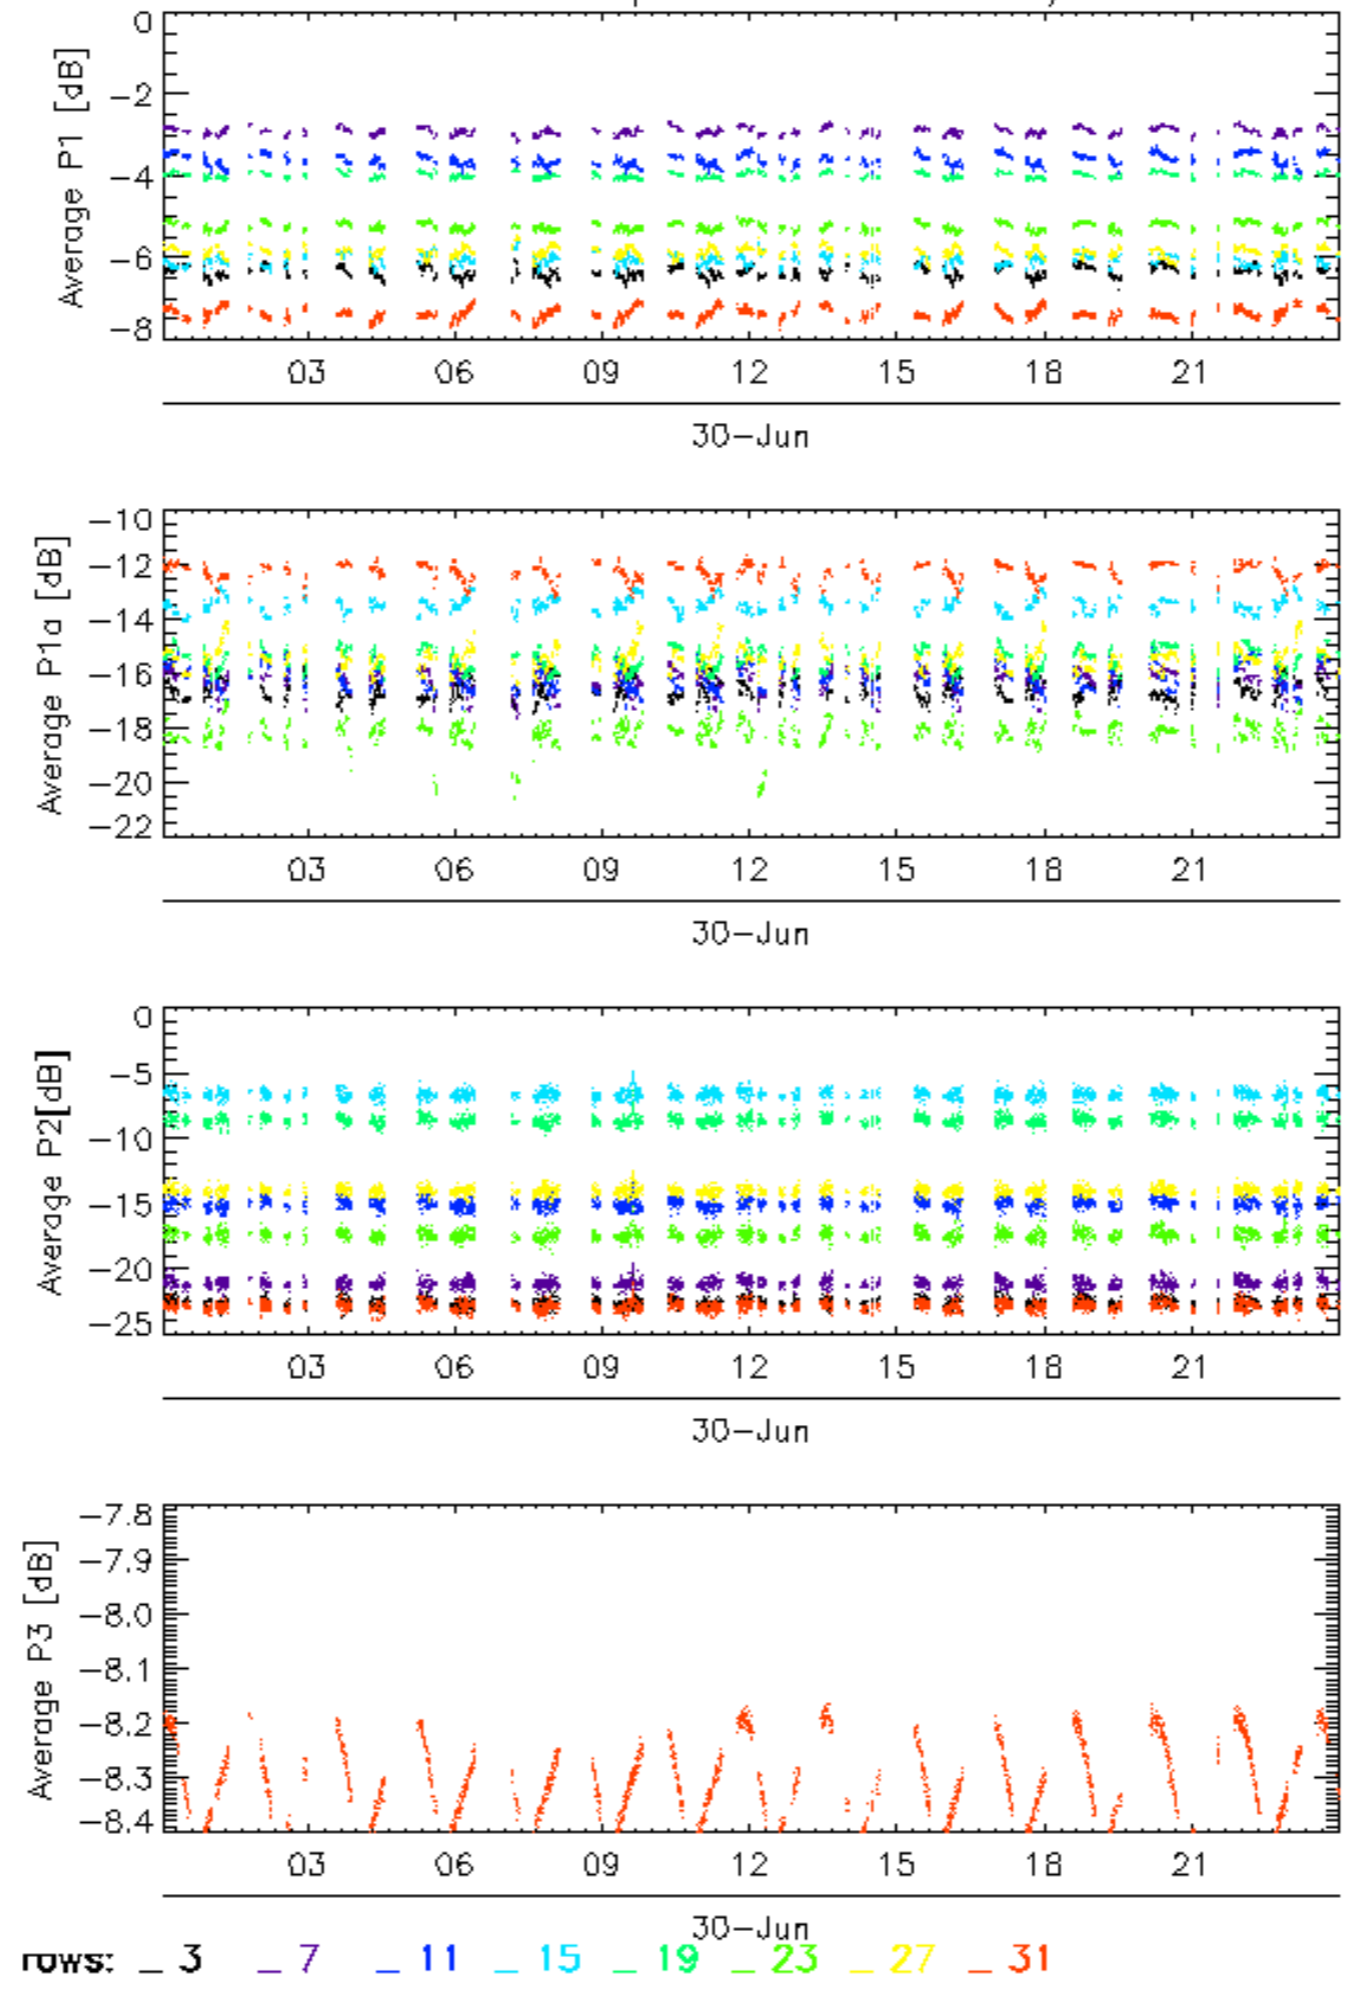 Average P1 [dB]
0
−2
−4
−6
−8
03 06 09 12 15 18 21
30−Jun
Average P1a [dB]
−10
−12
−14
−16
−18
−20
−22
03 06 09 12 15 18 21
30−Jun
Average P2[dB]
0
−5
−10
−15
−20
−25
03 06 09 12 15 18 21
30−Jun
Average P3 [dB]
−7.8
−7.9
−8.0
−8.1
−8.2
−8.3
−8.4
03 06 09 12 15 18 21
30−Jun
rows: _ 3 _ 7 _ 11 _ 15 _ 19 _ 23 _ 27 _ 31